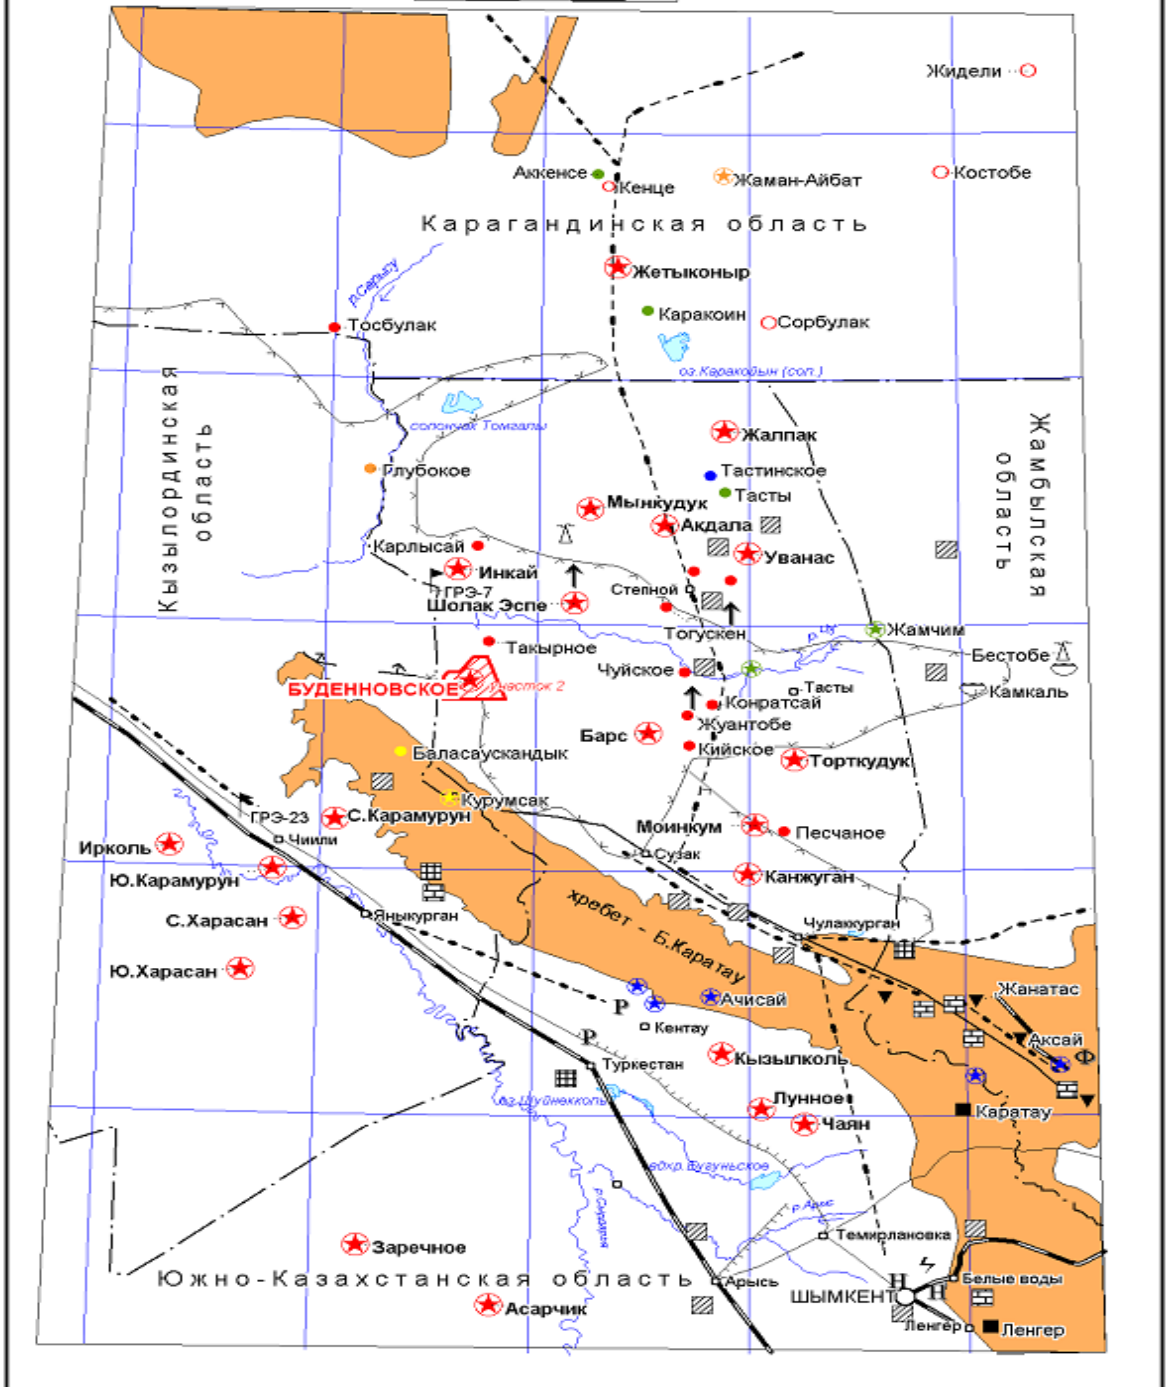 Жидели
Аккенсе
Кенце
Жаман-Айбат
Костобе
Карагандинская область
Жетыконыр
р.Сарысу
Каракоин
Сорбулак
Тосбулак
оз.Каракойын (сол.)
Кызылординская
область
Жамбылская
область
солончак Томгалы
Жалпак
Глубокое
Тастинское
Тасты
Мынкудук
Акдала
Карлысай
Уванас
Инкай
ГРЭ-7
Степной
Шолак Эспе
Тогускен
р.Чу
Жамчим
Такырное
Бестобе
Чуйское
БУДЕННОВСКОЕ
участок 2
Тасты
Камкаль
Конратсай
Жуантобе
Барс
Кийское
Баласаускандык
Торткудук
Курумсак
ГРЭ-23
С.Карамурун
Моинкум
Песчаное
Чиили
Ирколь
Сузак
Ю.Карамурун
Канжуган
хребет - Б.Каратау
С.Харасан
Яныкурган
Чулаккурган
Ю.Харасан
Жанатас
Ачисай
Р
Кентау
Р
Аксай
Ф
Кызылколь
Туркестан
оз.Шуйнекколь
Лунное
Каратау
Чаян
вдхр.Бугуньское
р.Сырдарья
р.Арыс
Темирлановка
Заречное
Южно-Казахстанская область
Арысь
Н
Белые воды
ШЫМКЕНТ
Н
Асарчик
Ленгер
Ленгер